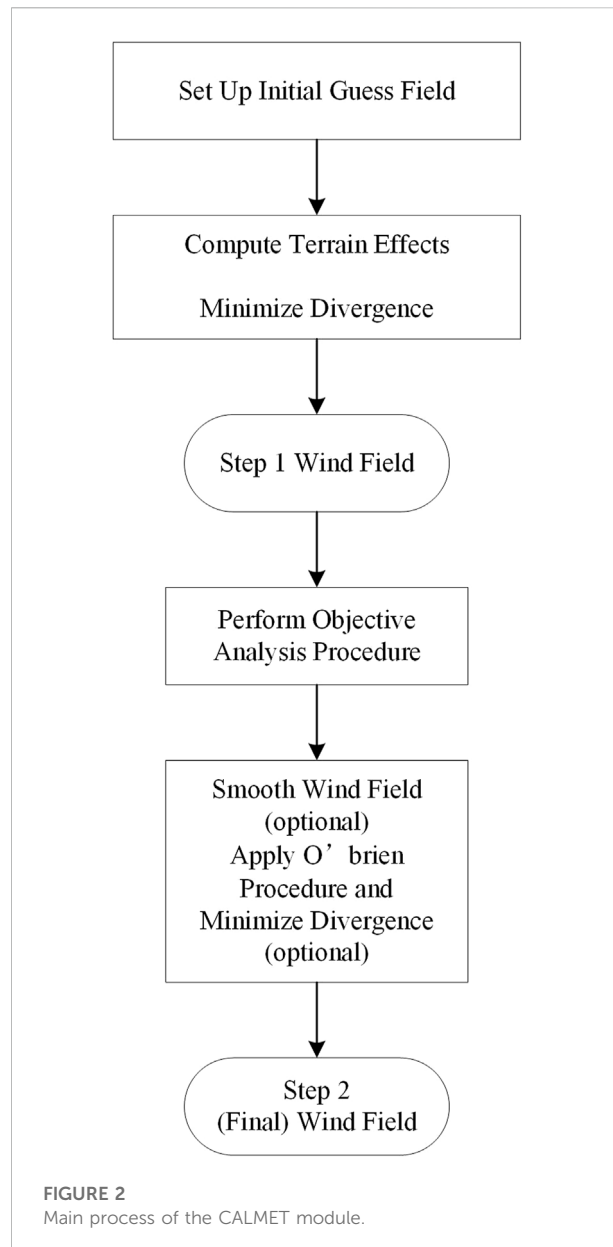 Set Up Initial Guess Field
Compute Terrain Effects
Minimize Divergence
Step 1 Wind Field
Perform Objective
Analysis Procedure
Smooth Wind Field
(optional)
Apply O’ brien
Procedure and
Minimize Divergence
(optional)
Step 2
(Final) Wind Field
FIGURE 2
Main process of the CALMET module.